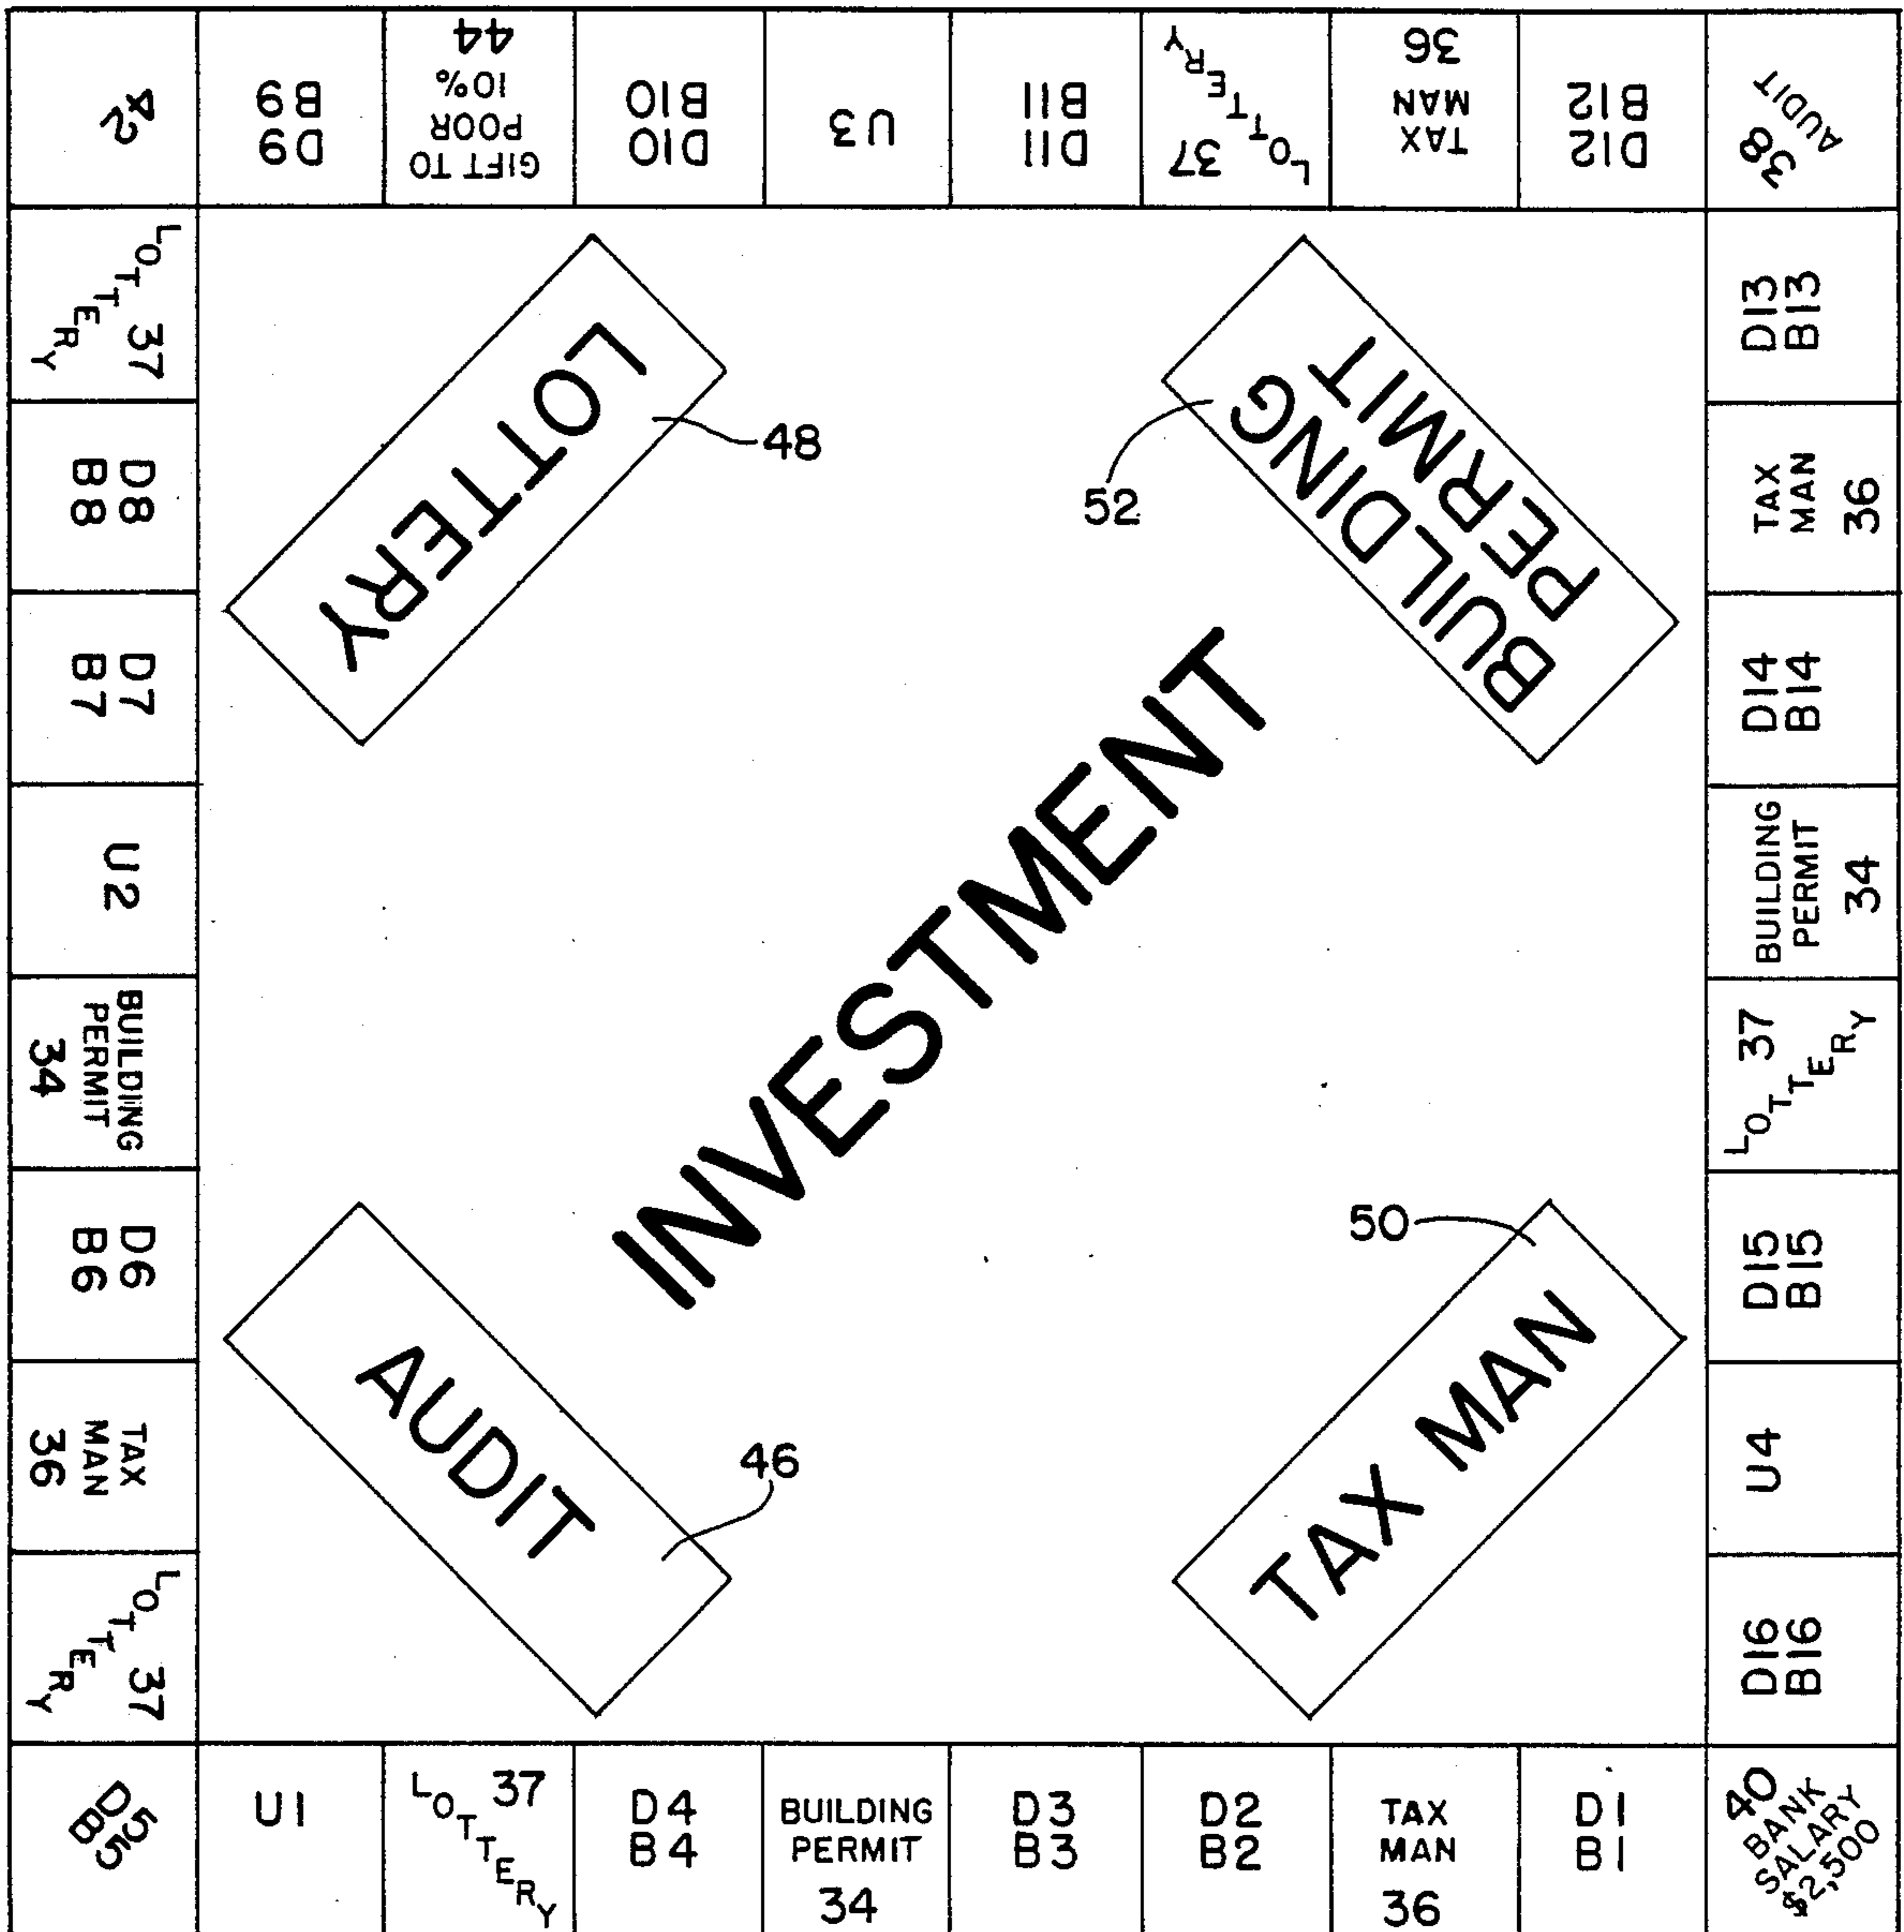 42
D9
B9
GIFT TO
POOR
10%
44
D10
B10
U3
D11
B11
LOTTERY
37
TAX
MAN
36
D12
B12
AUDIT
38
LOTTERY
37
D8
B8
D7
B7
U2
BUILDING
PERMIT
34
D6
B6
TAX
MAN
36
LOTTERY
37
LOTTERY
48
BUILDING
PERMIT
52
INVESTMENT
AUDIT
46
TAX MAN
50
D13
B13
TAX
MAN
36
D14
B14
BUILDING
PERMIT
34
LOTTERY
37
D15
B15
U4
D16
B16
D5
B5
U1
LOTTERY
37
D4
B4
BUILDING
PERMIT
34
D3
B3
D2
B2
TAX
MAN
36
D1
B1
40
BANK
SALARY
$2,500